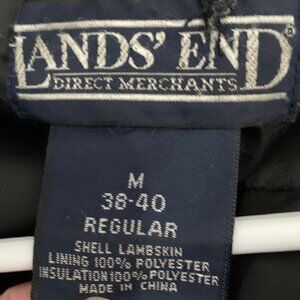 LANDS' END
DIRECT MERCHANTS
M
38-40
REGULAR
SHELL LAMBSKIN
LINING 100% POLYESTER
INSULATION 100% POLYESTER
MADE IN CHINA